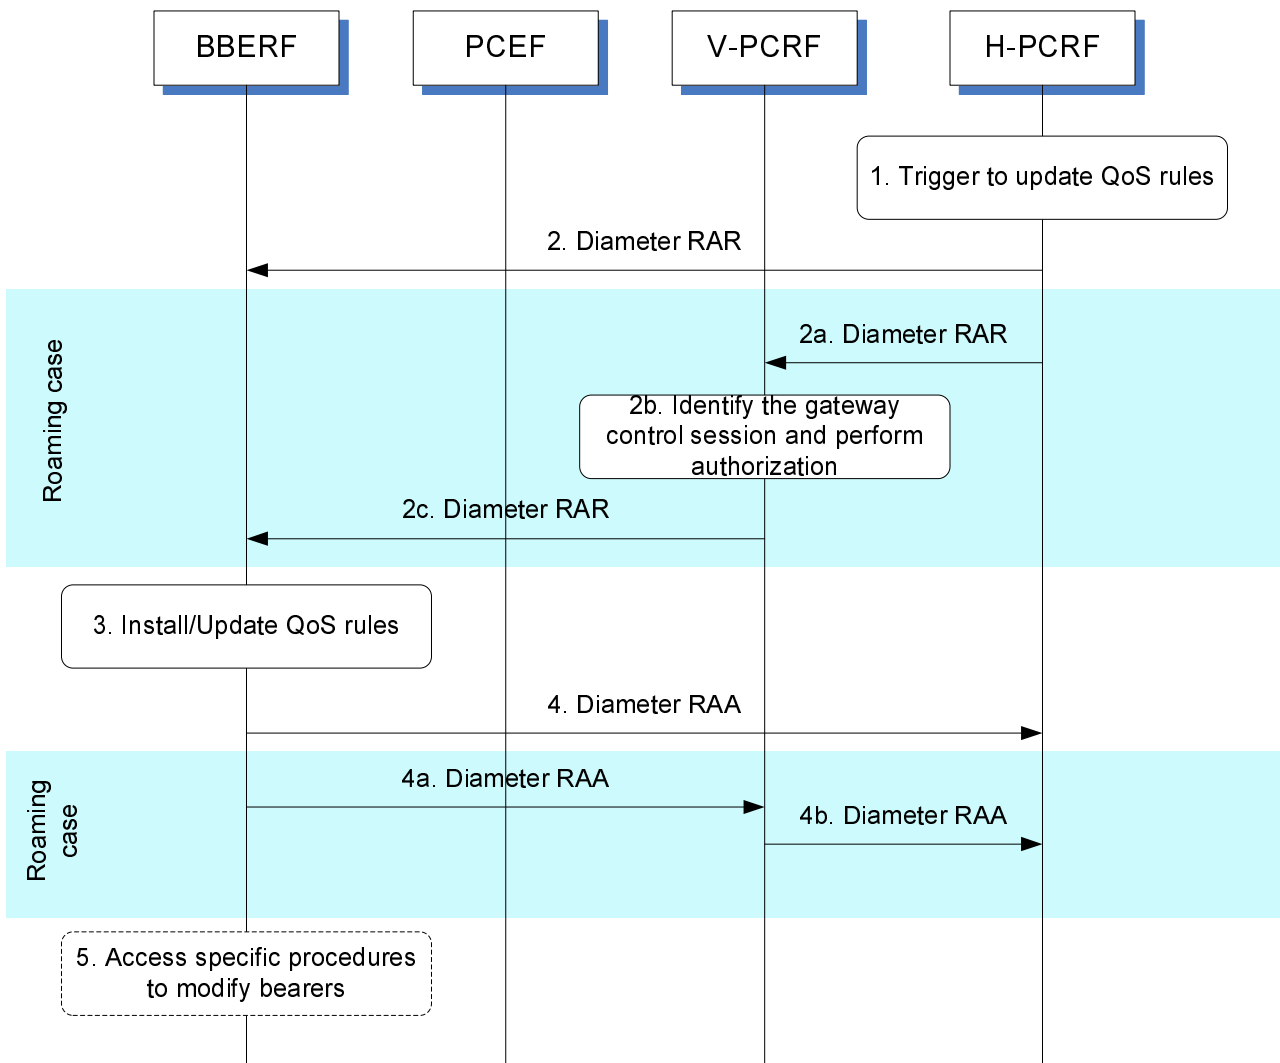 BBERF
PCEF
V-PCRF
H-PCRF
1. Trigger to update QoS rules
2. Diameter RAR
Roaming case
2a. Diameter RAR
2b. Identify the gateway
control session and perform
authorization
2c. Diameter RAR
3. Install/Update QoS rules
4. Diameter RAA
Roaming
case
4a. Diameter RAA
4b. Diameter RAA
5. Access specific procedures
to modify bearers